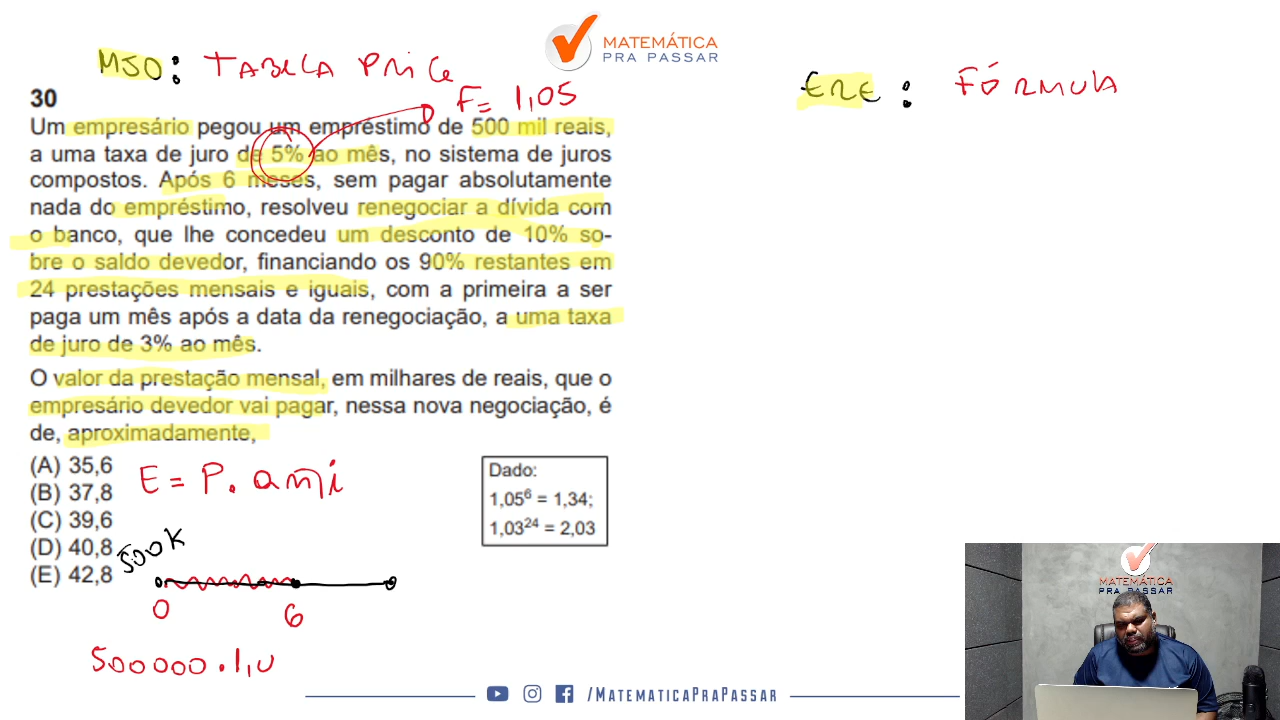 MATEMÁTICA
PRA PASSAR
MJO: TABELA PRICE
ERE: FÓRMULA
F= 1,05
30
Um empresário pegou um empréstimo de 500 mil reais,
a uma taxa de juro de 5% ao mês, no sistema de juros
compostos. Após 6 meses, sem pagar absolutamente
nada do empréstimo, resolveu renegociar a dívida com
o banco, que lhe concedeu um desconto de 10% so-
bre o saldo devedor, financiando os 90% restantes em
24 prestações mensais e iguais, com a primeira a ser
paga um mês após a data da renegociação, a uma taxa
de juro de 3% ao mês.
O valor da prestação mensal, em milhares de reais, que o
empresário devedor vai pagar, nessa nova negociação, é
de, aproximadamente,
(A) 35,6
(B) 37,8
(C) 39,6
(D) 40,8
(E) 42,8
E = P. ani
Dado:
1,05⁶ = 1,34;
1,03²⁴ = 2,03
500K
0 6
500000.1,0
/MATEMATICAPRAPASSAR
MATEMÁTICA
PRA PASSAR